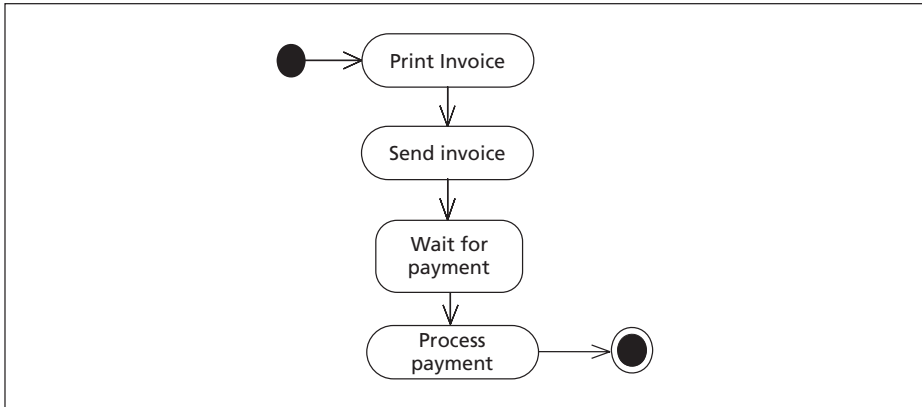 Print Invoice
Send invoice
Wait for
payment
Process
payment